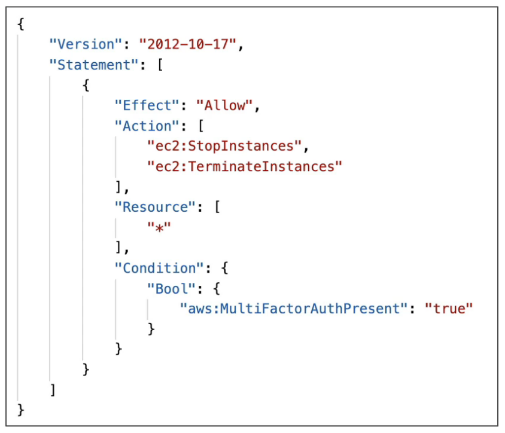 {
    "Version": "2012-10-17",
    "Statement": [
        {
            "Effect": "Allow",
            "Action": [
                "ec2:StopInstances",
                "ec2:TerminateInstances"
            ],
            "Resource": [
                "*"
            ],
            "Condition": {
                "Bool": {
                    "aws:MultiFactorAuthPresent": "true"
                }
            }
        }
    ]
}